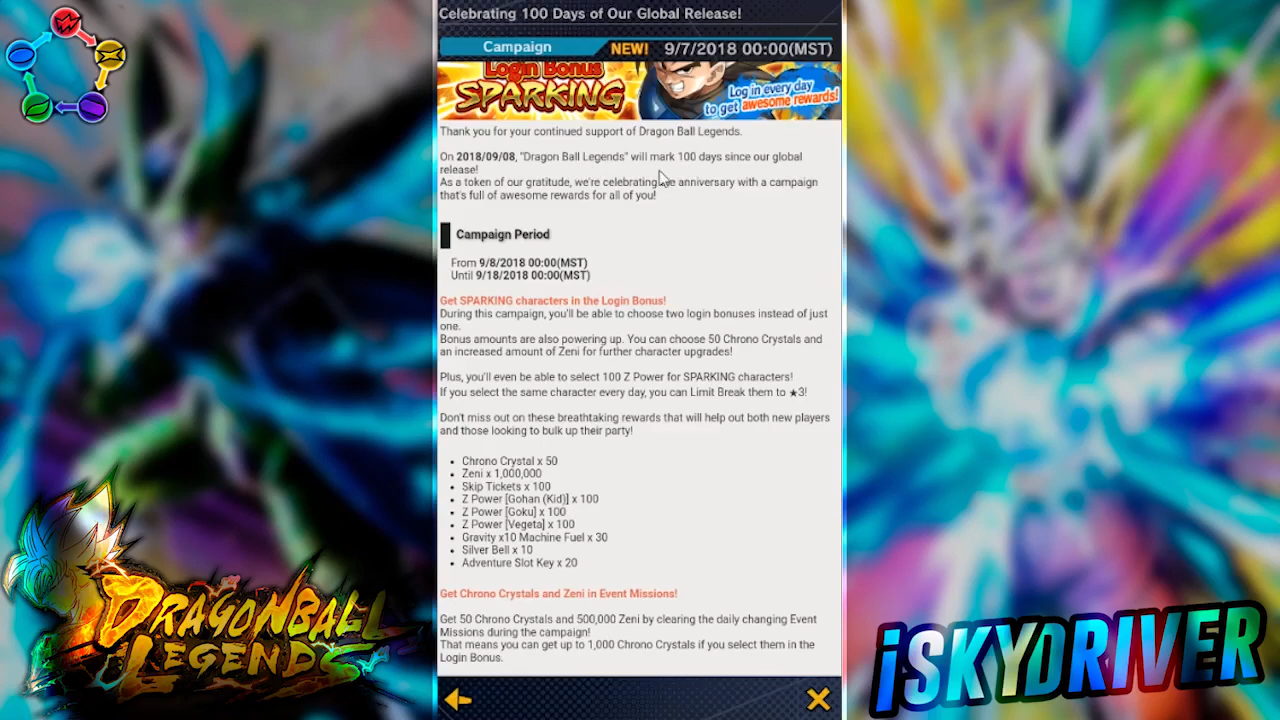 Celebrating 100 Days of Our Global Release!
Campaign NEW! 9/7/2018 00:00(MST)
Login Bonus
SPARKING
Log in every day
to get awesome rewards!
Thank you for your continued support of Dragon Ball Legends.
On 2018/09/08, "Dragon Ball Legends" will mark 100 days since our global
release!
As a token of our gratitude, we're celebrating anniversary with a campaign
that's full of awesome rewards for all of you!
Campaign Period
From 9/8/2018 00:00(MST)
Until 9/18/2018 00:00(MST)
Get SPARKING characters in the Login Bonus!
During this campaign, you'll be able to choose two login bonuses instead of just
one.
Bonus amounts are also powering up. You can choose 50 Chrono Crystals and
an increased amount of Zeni for further character upgrades!
Plus, you'll even be able to select 100 Z Power for SPARKING characters!
If you select the same character every day, you can Limit Break them to ★3!
Don't miss out on these breathtaking rewards that will help out both new players
and those looking to bulk up their party!
• Chrono Crystal x 50
• Zeni x 1,000,000
• Skip Tickets x 100
• Z Power [Gohan (Kid)] x 100
• Z Power [Goku] x 100
• Z Power [Vegeta] x 100
• Gravity x10 Machine Fuel x 30
• Silver Bell x 10
• Adventure Slot Key x 20
Get Chrono Crystals and Zeni in Event Missions!
Get 50 Chrono Crystals and 500,000 Zeni by clearing the daily changing Event
Missions during the campaign!
That means you can get up to 1,000 Chrono Crystals if you select them in the
Login Bonus.
DRAGONBALL
LEGENDS
iSKYDRIVER